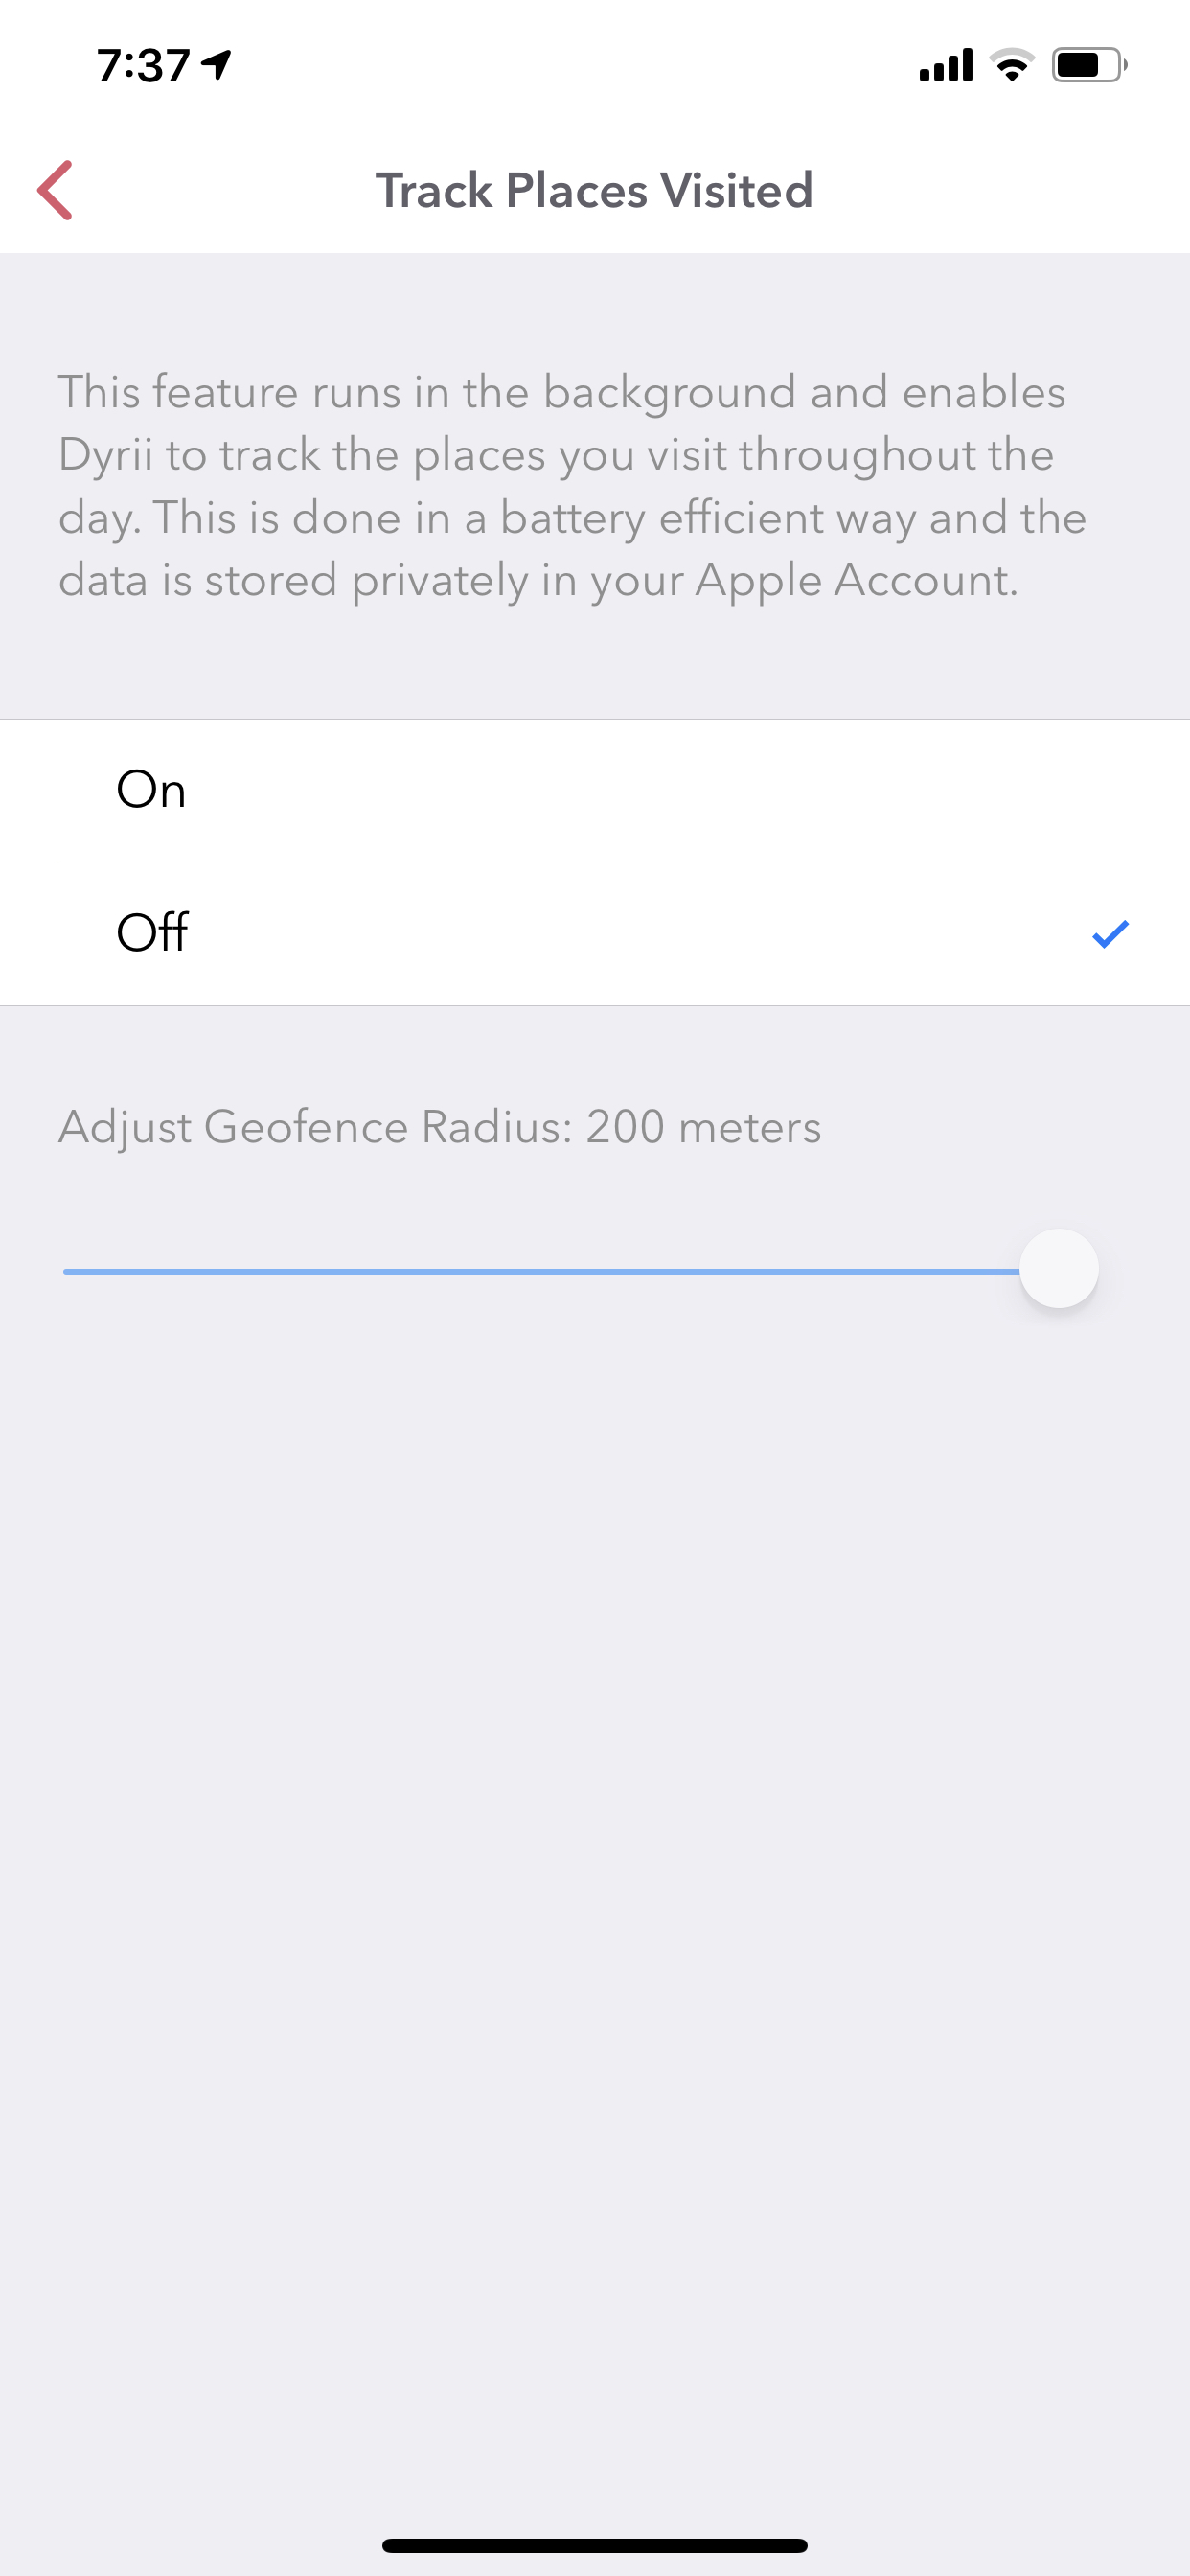 7:37
Track Places Visited
This feature runs in the background and enables
Dyrii to track the places you visit throughout the
day. This is done in a battery efficient way and the
data is stored privately in your Apple Account.
On
Off
Adjust Geofence Radius: 200 meters